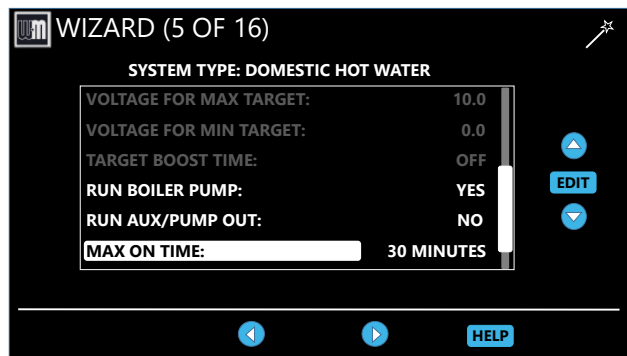 wm WIZARD (5 OF 16)
SYSTEM TYPE: DOMESTIC HOT WATER
VOLTAGE FOR MAX TARGET: 10.0
VOLTAGE FOR MIN TARGET: 0.0
TARGET BOOST TIME: OFF
RUN BOILER PUMP: YES
EDIT
RUN AUX/PUMP OUT: NO
MAX ON TIME: 30 MINUTES
HELP